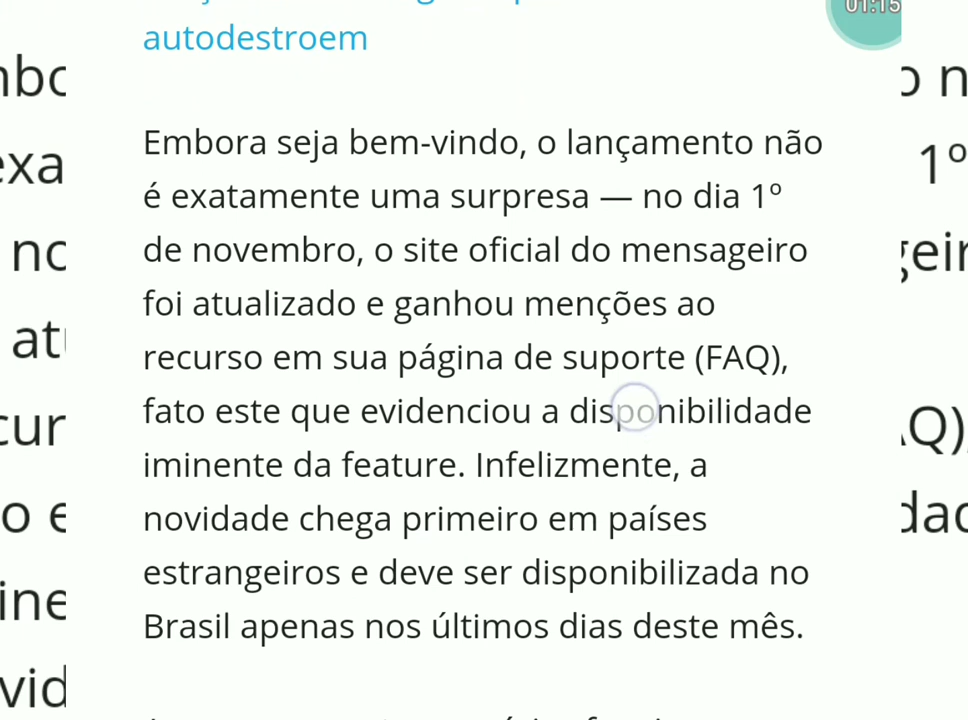 autodestroem
01:15
Embora seja bem-vindo, o lançamento não
é exatamente uma surpresa — no dia 1º
de novembro, o site oficial do mensageiro
foi atualizado e ganhou menções ao
recurso em sua página de suporte (FAQ),
fato este que evidenciou a disponibilidade
iminente da feature. Infelizmente, a
novidade chega primeiro em países
estrangeiros e deve ser disponibilizada no
Brasil apenas nos últimos dias deste mês.